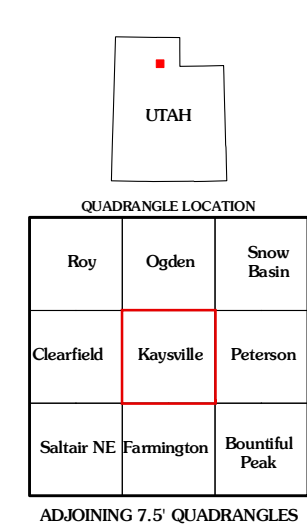 UTAH
QUADRANGLE LOCATION
Roy Ogden Snow
Basin
Clearfield Kaysville Peterson
Saltair NE Farmington Bountiful
Peak
ADJOINING 7.5' QUADRANGLES